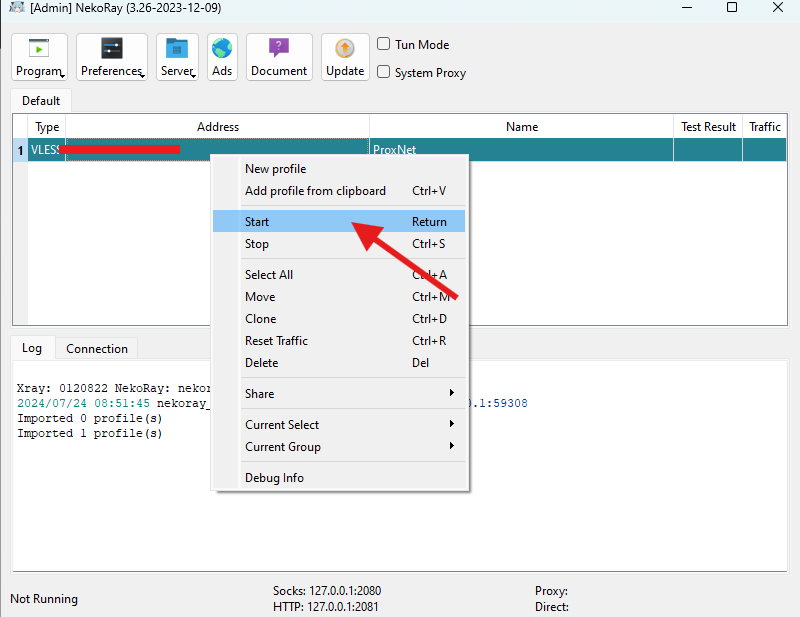 [Admin] NekoRay (3.26-2023-12-09)
Program Preferences Server Ads Document Update
Tun Mode
System Proxy
Default
Type Address Name Test Result Traffic
1 VLESS ProxNet
New profile
Add profile from clipboard Ctrl+V
Start Return
Stop Ctrl+S
Select All Ctrl+A
Move Ctrl+M
Clone Ctrl+D
Reset Traffic Ctrl+R
Delete Del
Share
Current Select
Current Group
Debug Info
Log Connection
Xray: 0120822 NekoRay: nekor
2024/07/24 08:51:45 nekoray_ 0.1:59308
Imported 0 profile(s)
Imported 1 profile(s)
Not Running
Socks: 127.0.0.1:2080
HTTP: 127.0.0.1:2081
Proxy:
Direct: